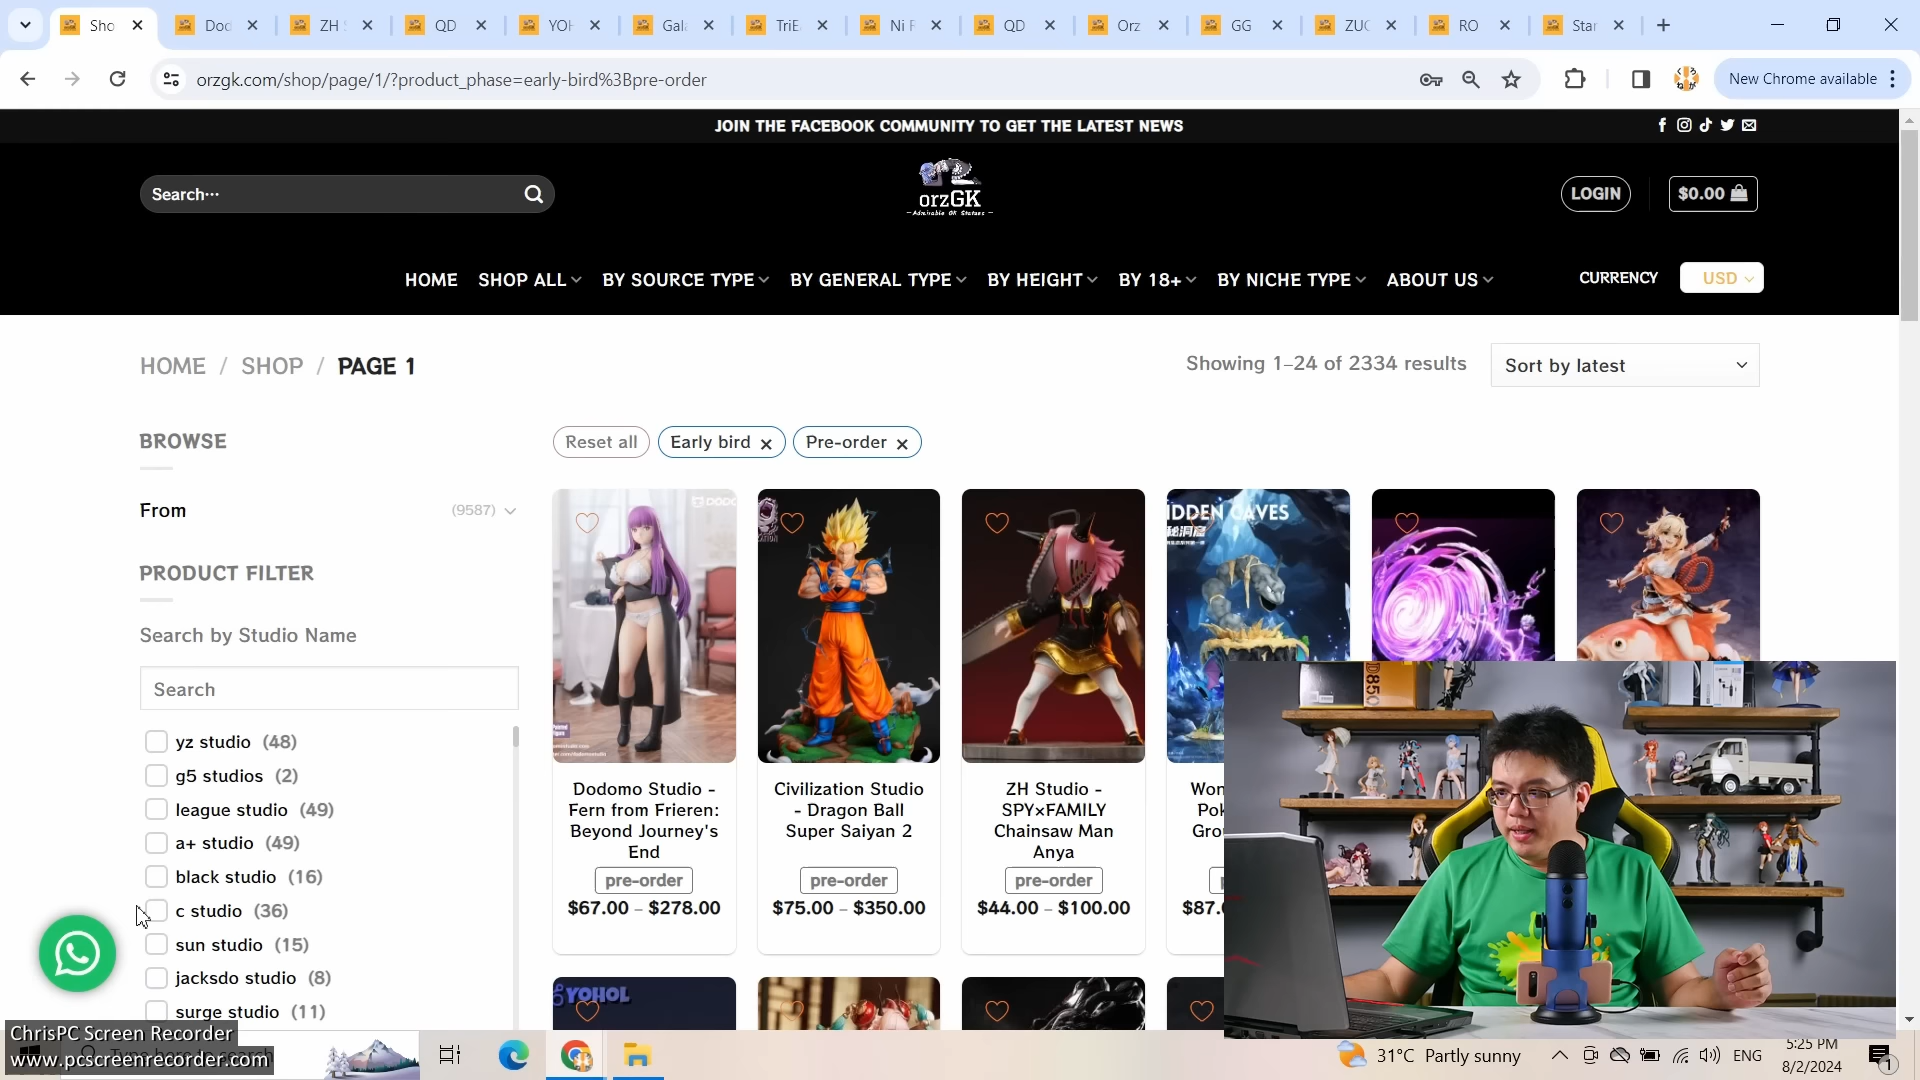 Sho
Dod
ZH
QD
YOH
Gala
TriE
Ni F
QD
Orz
GG
ZUO
RO
Star
orzgk.com/shop/page/1/?product_phase=early-bird%3Bpre-order
New Chrome available
JOIN THE FACEBOOK COMMUNITY TO GET THE LATEST NEWS
Search···
orzGK
Admirable GK Statues
LOGIN
$0.00
HOME
SHOP ALL
BY SOURCE TYPE
BY GENERAL TYPE
BY HEIGHT
BY 18+
BY NICHE TYPE
ABOUT US
CURRENCY
USD
HOME / SHOP / PAGE 1
Showing 1–24 of 2334 results
Sort by latest
BROWSE
From (9587)
PRODUCT FILTER
Search by Studio Name
Search
yz studio (48)
g5 studios (2)
league studio (49)
a+ studio (49)
black studio (16)
c studio (36)
sun studio (15)
jacksdo studio (8)
surge studio (11)
Reset all
Early bird ×
Pre-order ×
IDDEN CAVES
Dodomo Studio -
Fern from Frieren:
Beyond Journey's
End
pre-order
$67.00 – $278.00
Civilization Studio
- Dragon Ball
Super Saiyan 2
pre-order
$75.00 – $350.00
ZH Studio -
SPY×FAMILY
Chainsaw Man
Anya
pre-order
$44.00 – $100.00
Won
Pok
Gro
$87.
YOHOL
D850
ChrisPC Screen Recorder
www.pcscreenrecorder.com
31°C Partly sunny
ENG
5:25 PM
8/2/2024
1